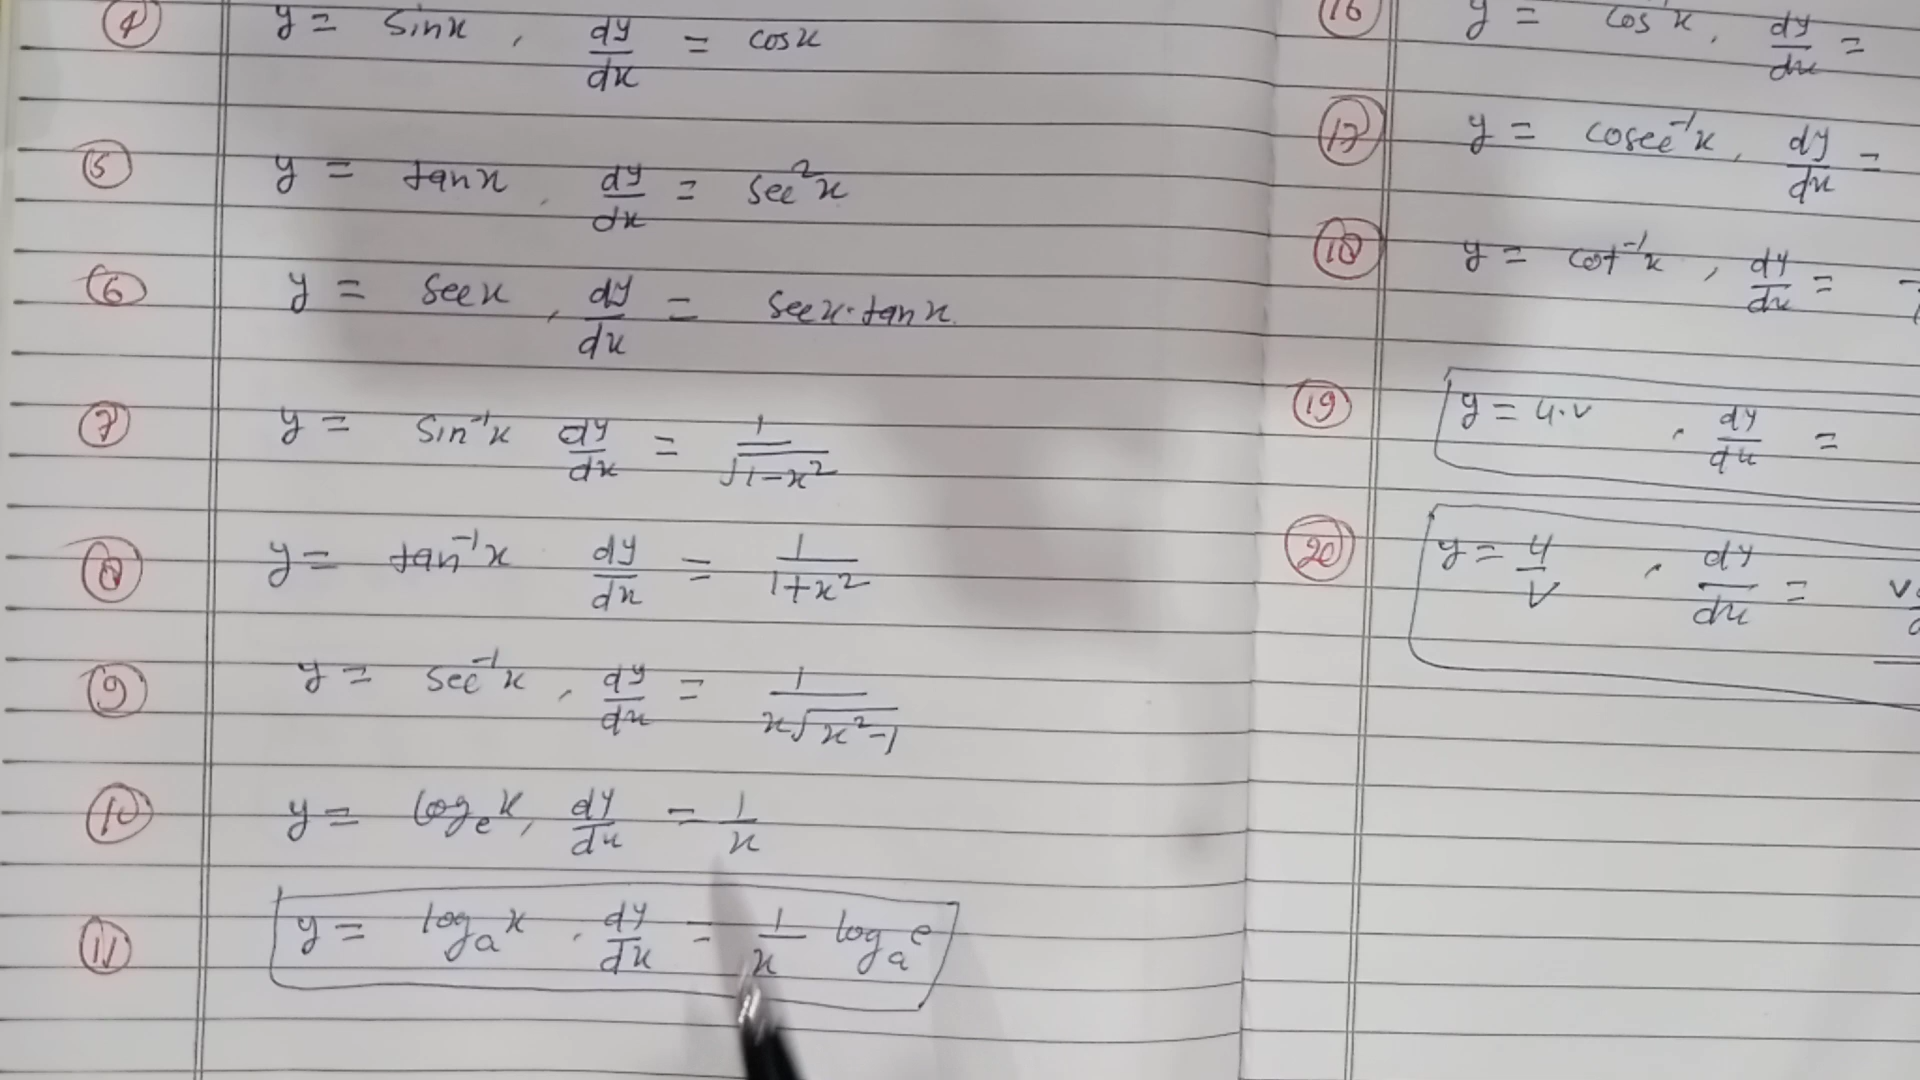 4 y = sinx , dy/dx = cosx
5 y = tanx , dy/dx = sec²x
6 y = secx , dy/dx = secx·tanx.
7 y = sin⁻¹x dy/dx = 1/√1-x²
8 y = tan⁻¹x dy/dx = 1/1+x²
9 y = sec⁻¹x , dy/dx = 1/x√x²-1
10 y = logₑx, dy/dx = 1/x
11 y = logₐx , dy/dx = 1/x logₐe
16 y = cos⁻¹x , dy/dx =
17 y = cosec⁻¹x , dy/dx =
18 y = cot⁻¹x , dy/dx =
19 y = u·v , dy/dx =
20 y = u/v , dy/dx = v